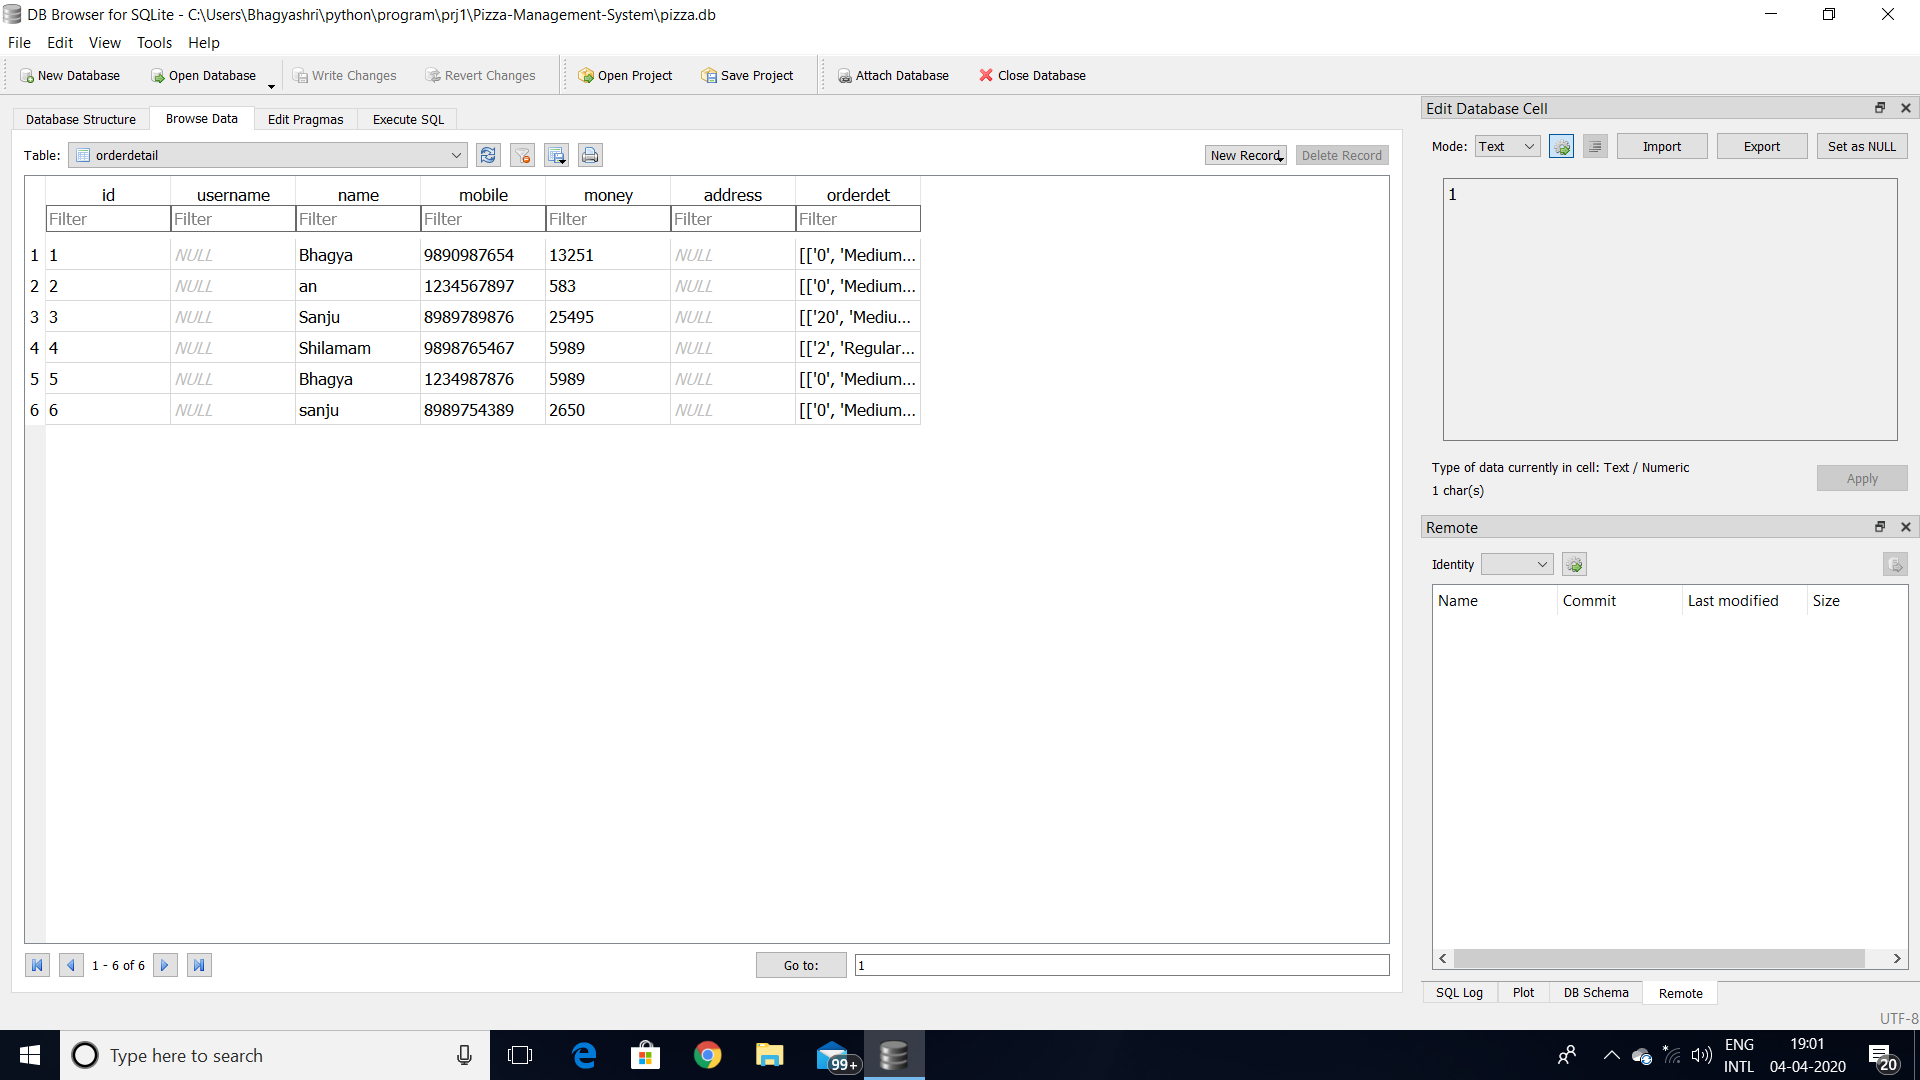 DB Browser for SQLite - C:\Users\Bhagyashri\python\program\prj1\Pizza-Management-System\pizza.db
File Edit View Tools Help
New Database Open Database Write Changes Revert Changes Open Project Save Project Attach Database Close Database
Database Structure Browse Data Edit Pragmas Execute SQL
Table: orderdetail New Record Delete Record
id username name mobile money address orderdet
Filter Filter Filter Filter Filter Filter Filter
1 1 NULL Bhagya 9890987654 13251 NULL [['0', 'Medium...
2 2 NULL an 1234567897 583 NULL [['0', 'Medium...
3 3 NULL Sanju 8989789876 25495 NULL [['20', 'Mediu...
4 4 NULL Shilamam 9898765467 5989 NULL [['2', 'Regular...
5 5 NULL Bhagya 1234987876 5989 NULL [['0', 'Medium...
6 6 NULL sanju 8989754389 2650 NULL [['0', 'Medium...
1 - 6 of 6 Go to: 1
Edit Database Cell
Mode: Text Import Export Set as NULL
1
Type of data currently in cell: Text / Numeric
1 char(s)
Apply
Remote
Identity
Name Commit Last modified Size
SQL Log Plot DB Schema Remote
UTF-8
Type here to search
99+
ENG
INTL
19:01
04-04-2020
20